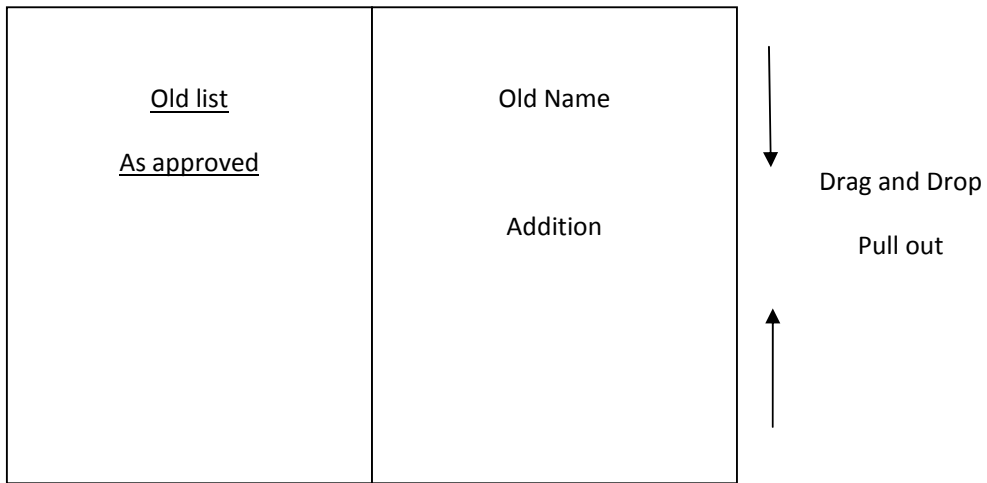 Old list
As approved
Old Name
Addition
Drag and Drop
Pull out